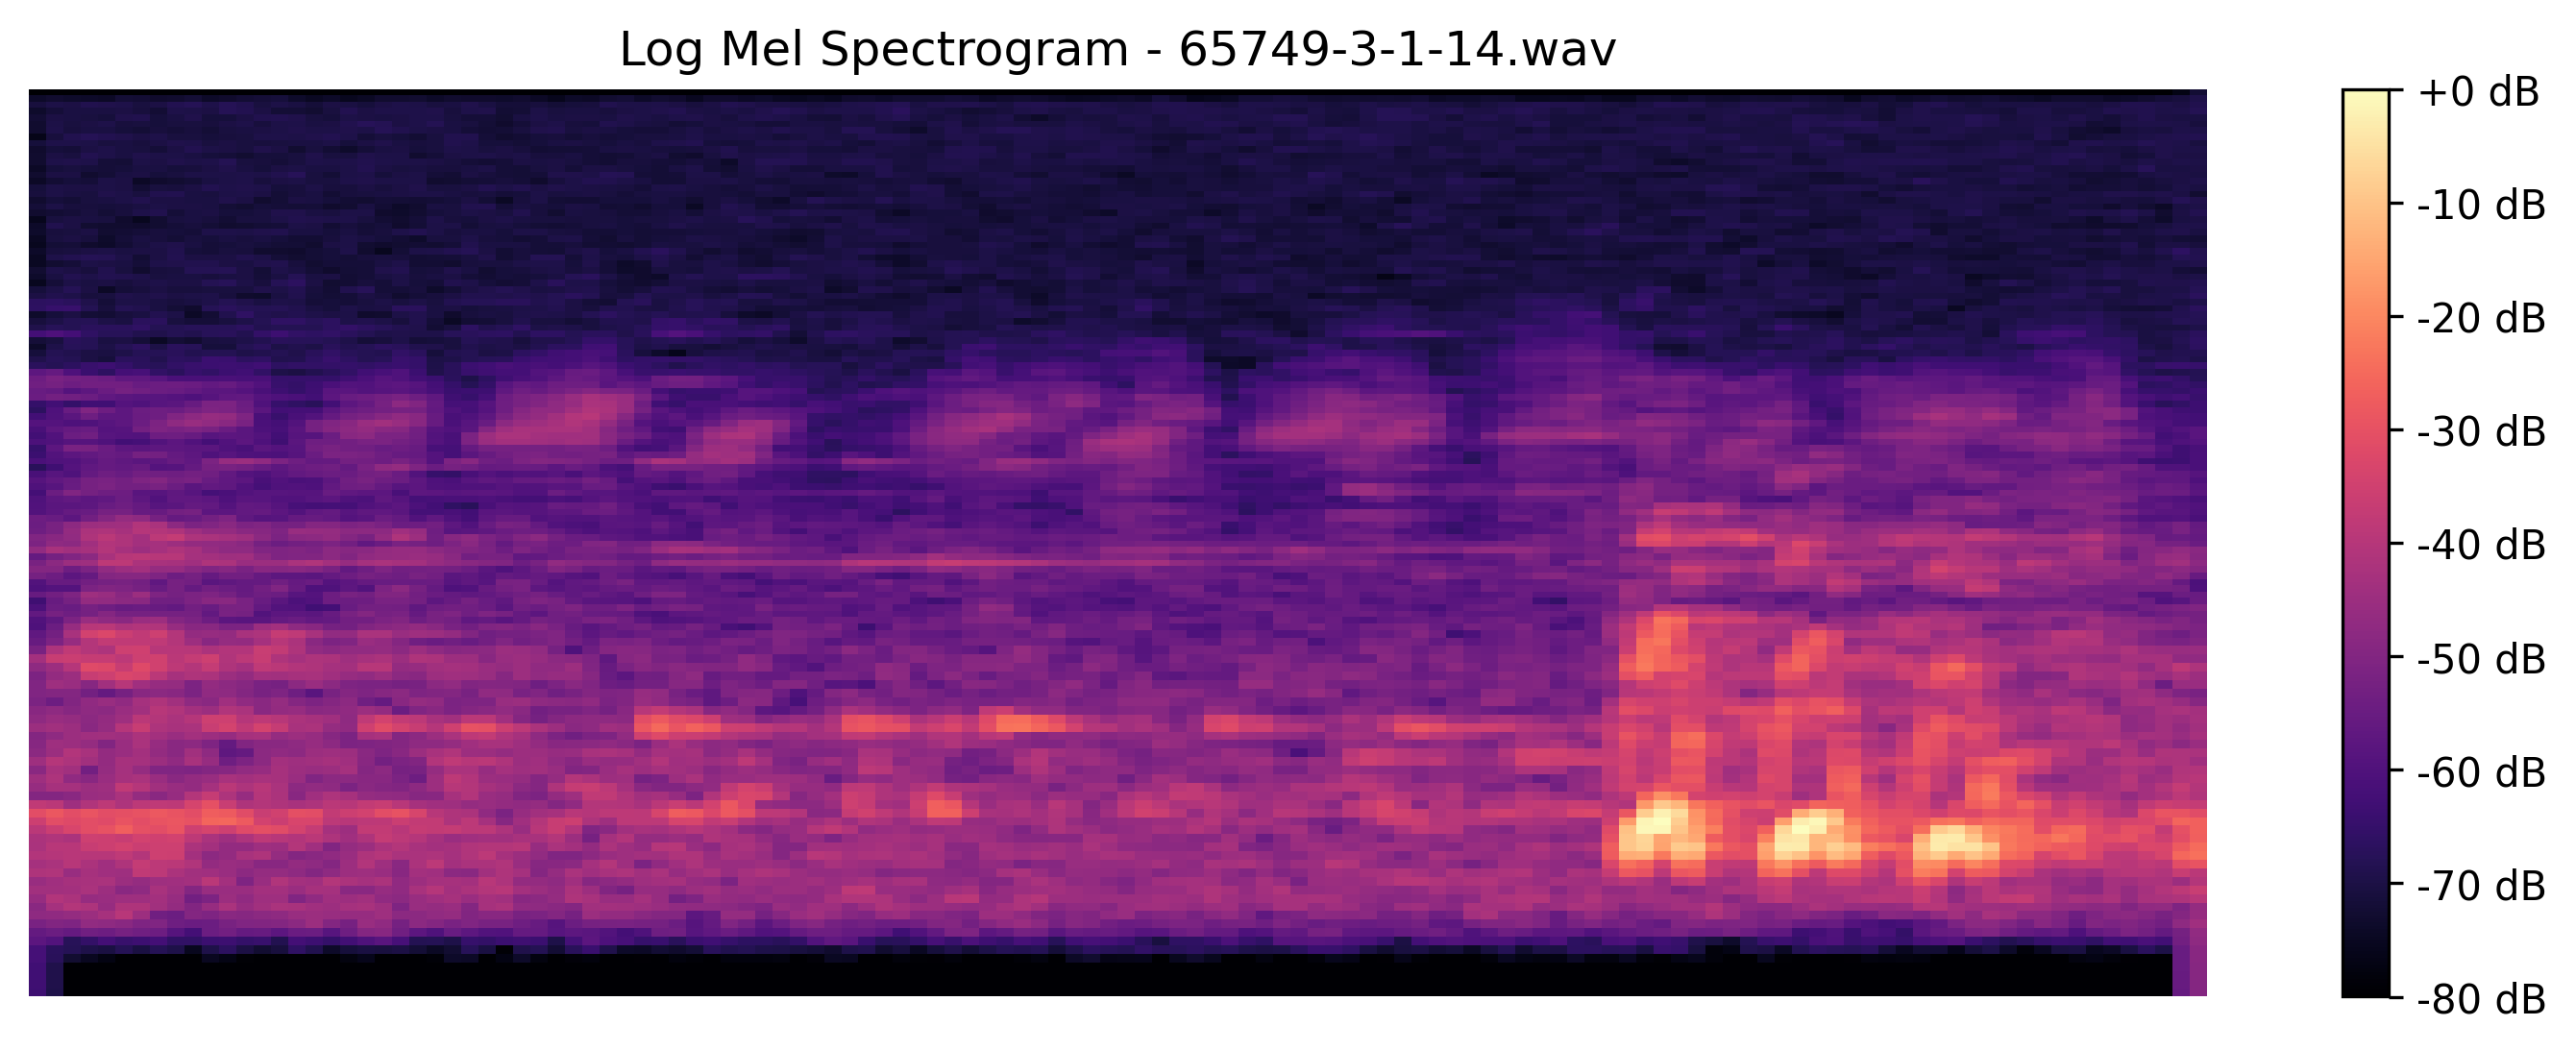 Log Mel Spectrogram - 65749-3-1-14.wav
+0 dB
-10 dB
-20 dB
-30 dB
-40 dB
-50 dB
-60 dB
-70 dB
-80 dB